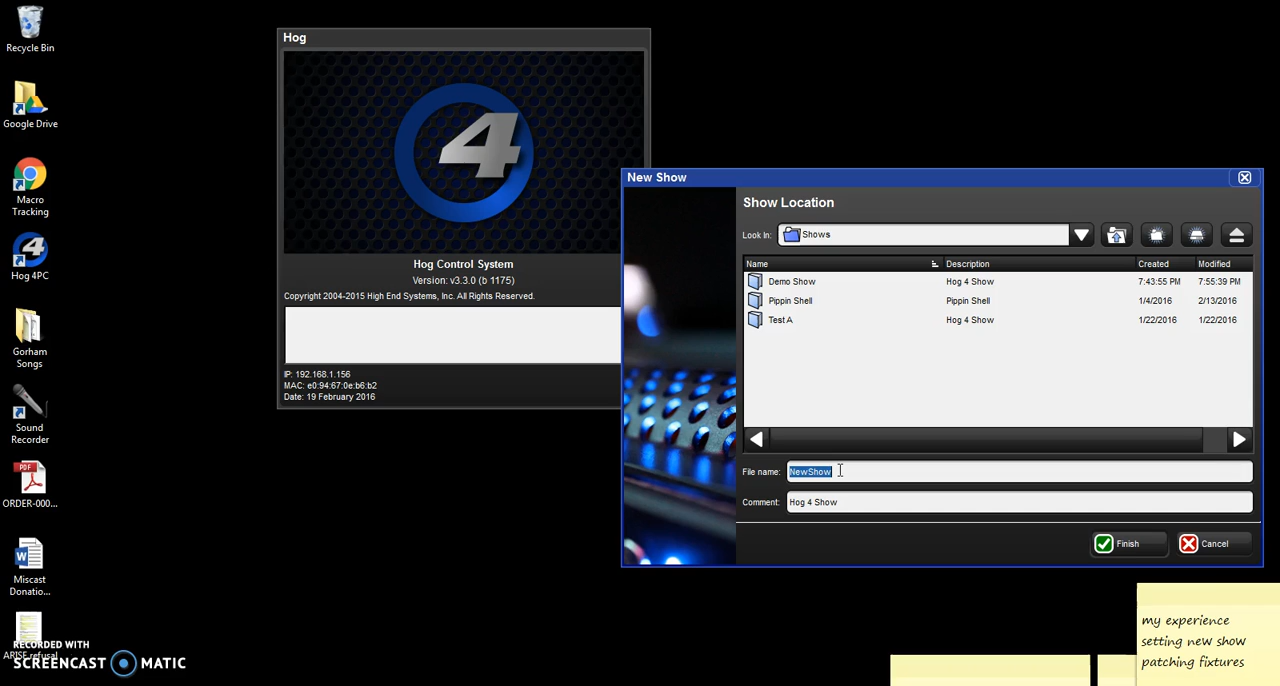 Recycle Bin
Google Drive
Macro
Tracking
4
Hog 4PC
Gorham
Songs
Sound
Recorder
PDF
ORDER-000...
Miscast
Donatio...
RECORDED WITH
SCREENCAST MATIC
Hog
4
Hog Control System
Version: v3.3.0 (b 1175)
Copyright 2004-2015 High End Systems, Inc. All Rights Reserved.
IP: 192.168.1.156
MAC: e0:94:67:0e:b6:b2
Date: 19 February 2016
New Show
Show Location
Look In: Shows
Name Description Created Modified
Demo Show Hog 4 Show 7:43:55 PM 7:55:39 PM
Pippin Shell Pippin Shell 1/4/2016 2/13/2016
Test A Hog 4 Show 1/22/2016 1/22/2016
File name: NewShow
Comment: Hog 4 Show
Finish Cancel
my experience
setting new show
patching fixtures